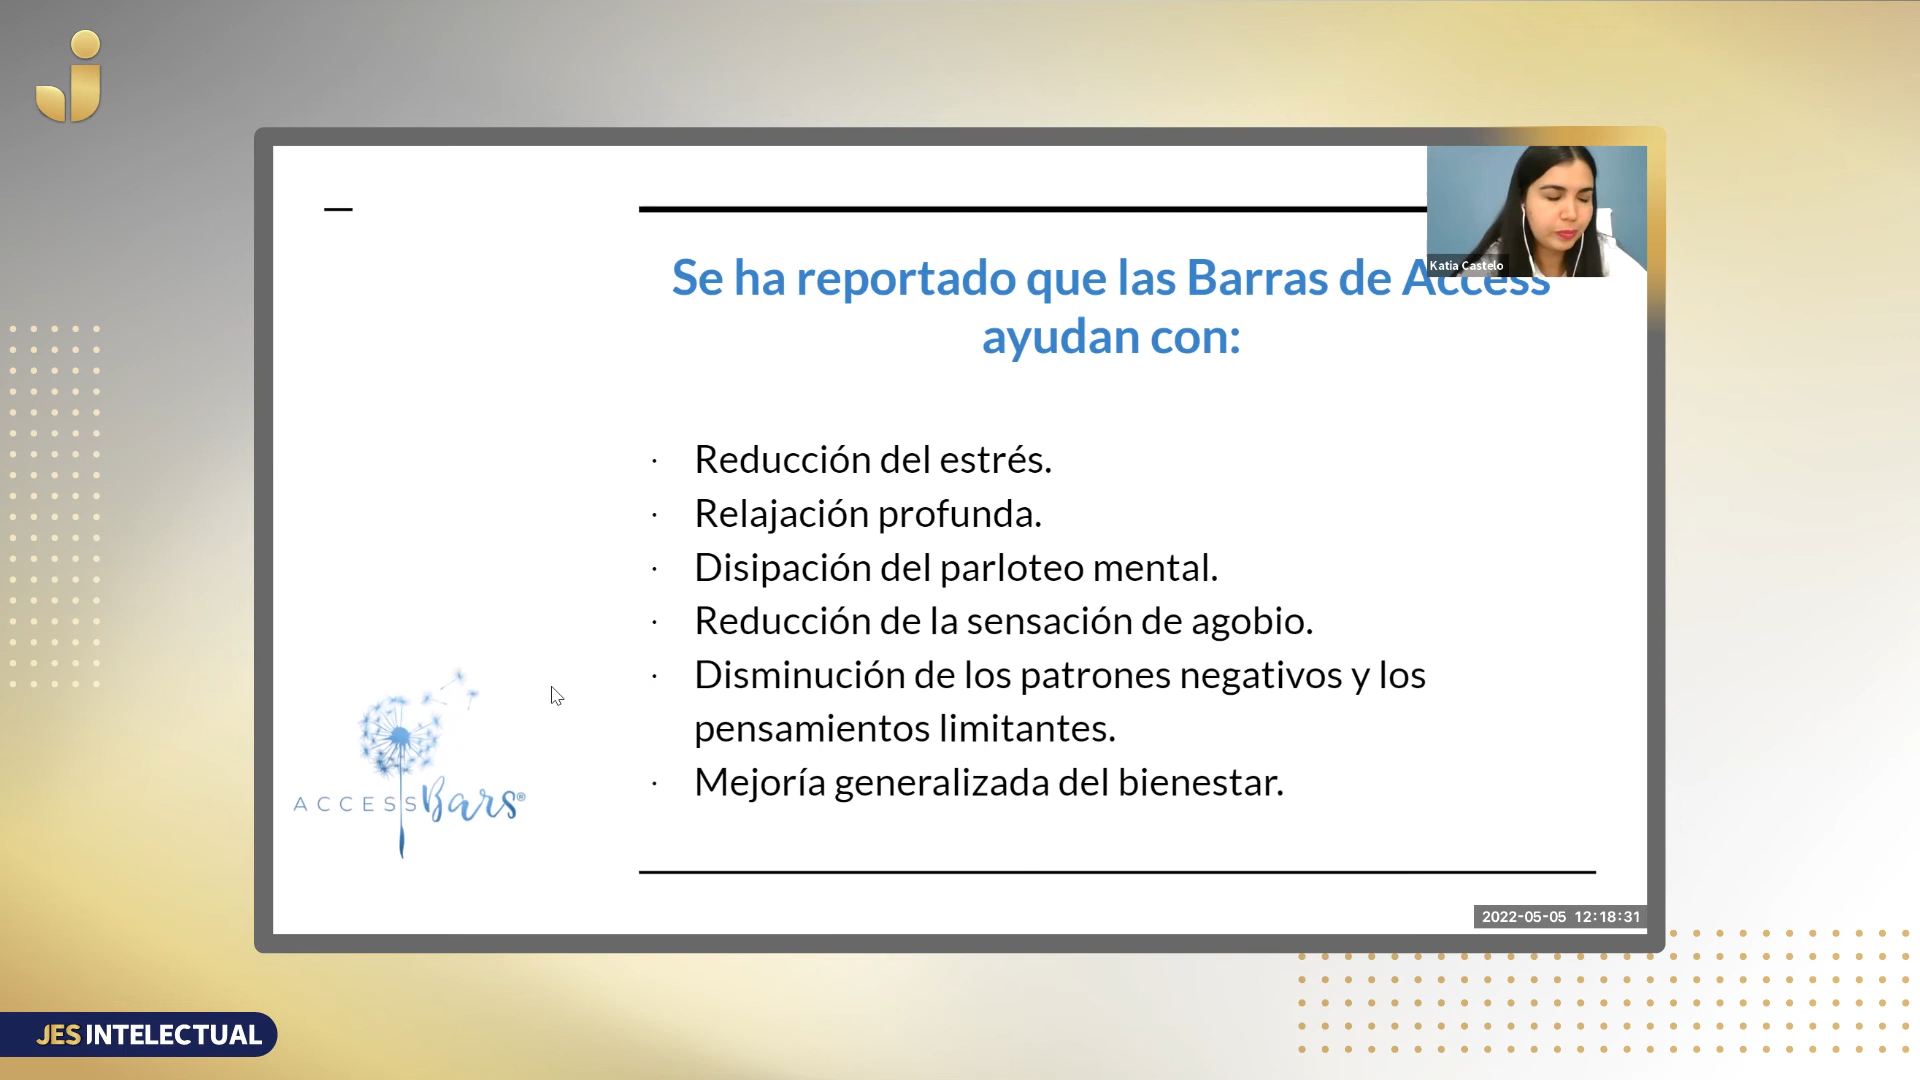 Katia Castelo
Se ha reportado que las Barras de Access
ayudan con:
· Reducción del estrés.
· Relajación profunda.
· Disipación del parloteo mental.
· Reducción de la sensación de agobio.
· Disminución de los patrones negativos y los
pensamientos limitantes.
· Mejoría generalizada del bienestar.
ACCESS Bars®
2022-05-05 12:18:31
JES INTELECTUAL